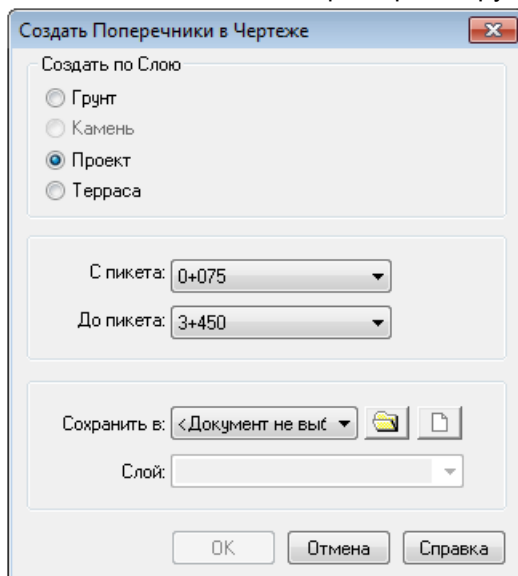 Создать Поперечники в Чертеже
Создать по Слою
Грунт
Камень
Проект
Терраса
С пикета: 0+075
До пикета: 3+450
Сохранить в: <Документ не выб
Слой:
OK Отмена Справка